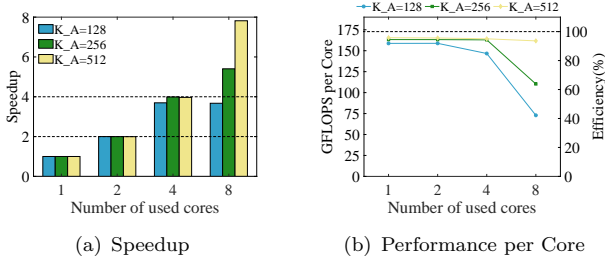 K_A=128
K_A=256
K_A=512
Speedup
8
6
4
2
0
1 2 4 8
Number of used cores
(a) Speedup
K_A=128 K_A=256 K_A=512
GFLOPS per Core
175
150
125
100
75
50
25
0
1 2 4 8
Number of used cores
100
80
60
40
20
0
Efficiency(%)
(b) Performance per Core